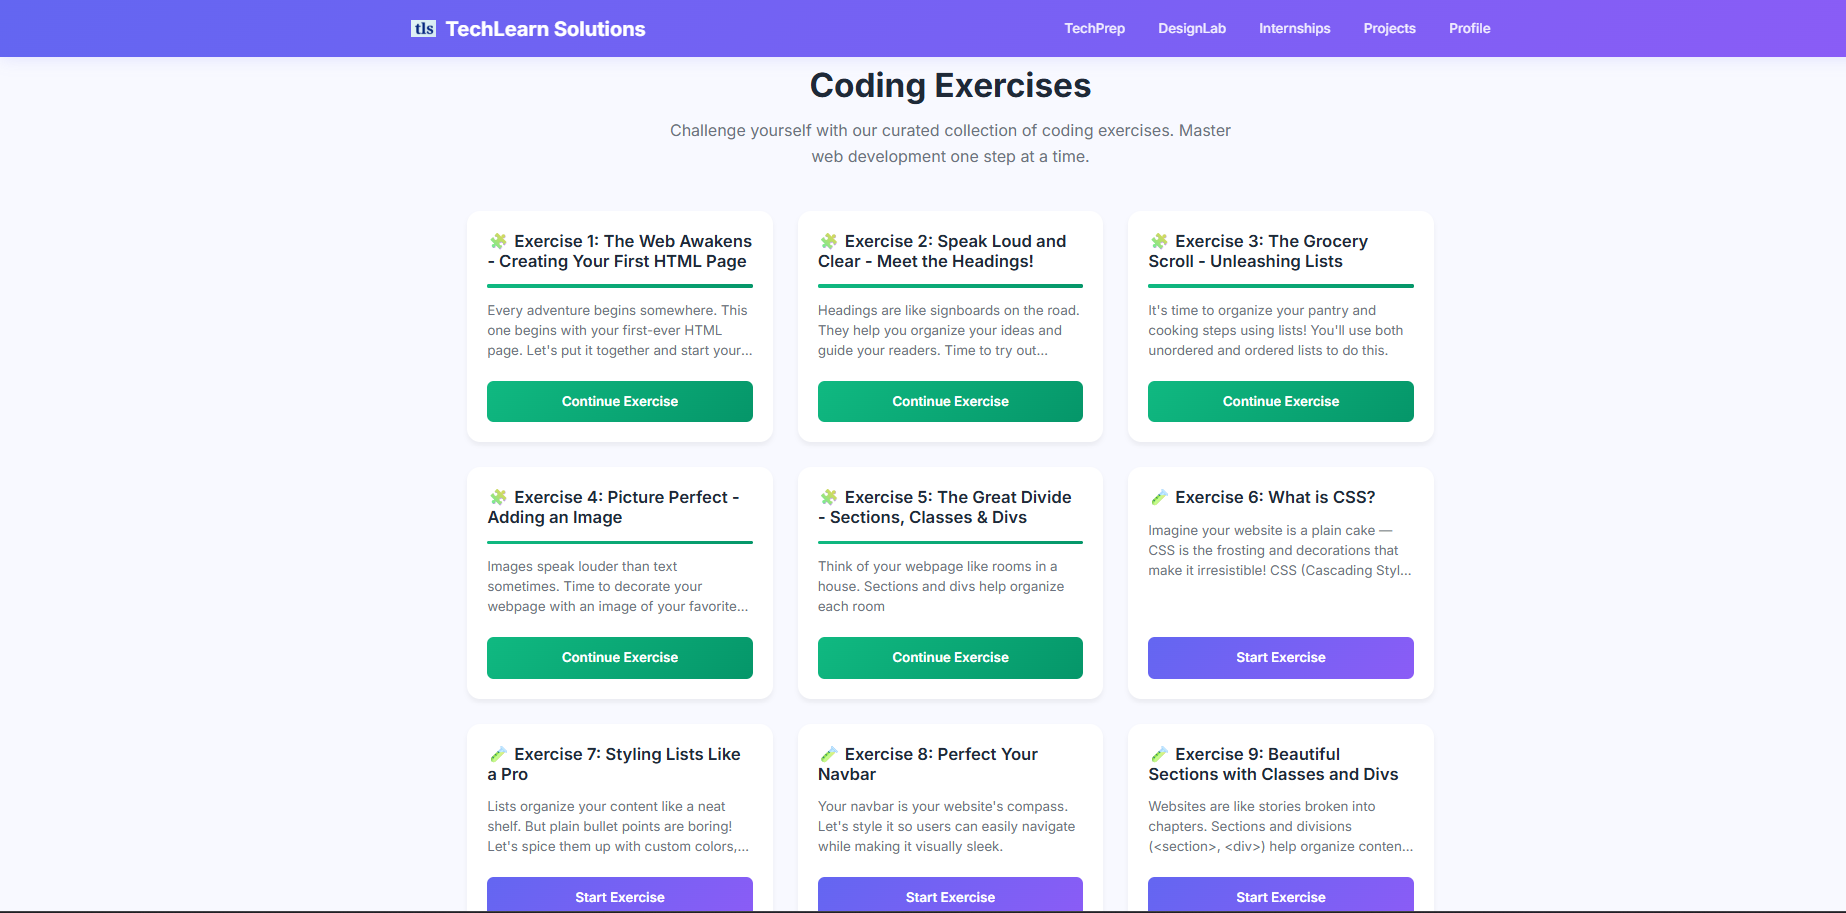 tls TechLearn Solutions
TechPrep DesignLab Internships Projects Profile
Coding Exercises
Challenge yourself with our curated collection of coding exercises. Master
web development one step at a time.
Exercise 1: The Web Awakens
- Creating Your First HTML Page
Every adventure begins somewhere. This
one begins with your first-ever HTML
page. Let's put it together and start your...
Continue Exercise
Exercise 2: Speak Loud and
Clear - Meet the Headings!
Headings are like signboards on the road.
They help you organize your ideas and
guide your readers. Time to try out...
Continue Exercise
Exercise 3: The Grocery
Scroll - Unleashing Lists
It's time to organize your pantry and
cooking steps using lists! You'll use both
unordered and ordered lists to do this.
Continue Exercise
Exercise 4: Picture Perfect -
Adding an Image
Images speak louder than text
sometimes. Time to decorate your
webpage with an image of your favorite...
Continue Exercise
Exercise 5: The Great Divide
- Sections, Classes & Divs
Think of your webpage like rooms in a
house. Sections and divs help organize
each room
Continue Exercise
Exercise 6: What is CSS?
Imagine your website is a plain cake —
CSS is the frosting and decorations that
make it irresistible! CSS (Cascading Styl...
Start Exercise
Exercise 7: Styling Lists Like
a Pro
Lists organize your content like a neat
shelf. But plain bullet points are boring!
Let's spice them up with custom colors,...
Start Exercise
Exercise 8: Perfect Your
Navbar
Your navbar is your website's compass.
Let's style it so users can easily navigate
while making it visually sleek.
Start Exercise
Exercise 9: Beautiful
Sections with Classes and Divs
Websites are like stories broken into
chapters. Sections and divisions
(<section>, <div>) help organize conten...
Start Exercise